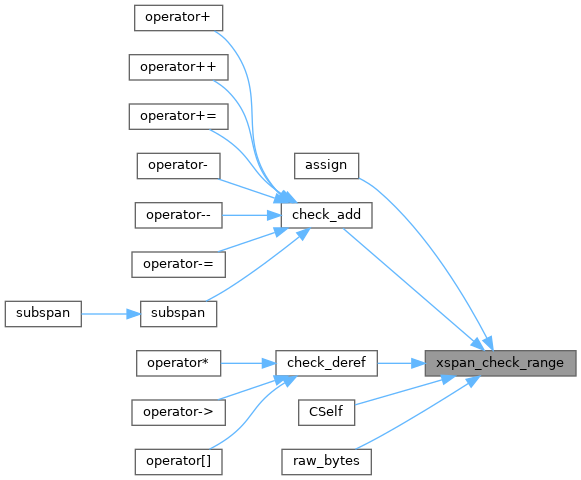 operator+
operator++
operator+=
operator-
assign
operator--
check_add
operator-=
subspan
subspan
operator*
check_deref
xspan_check_range
operator->
CSelf
operator[]
raw_bytes